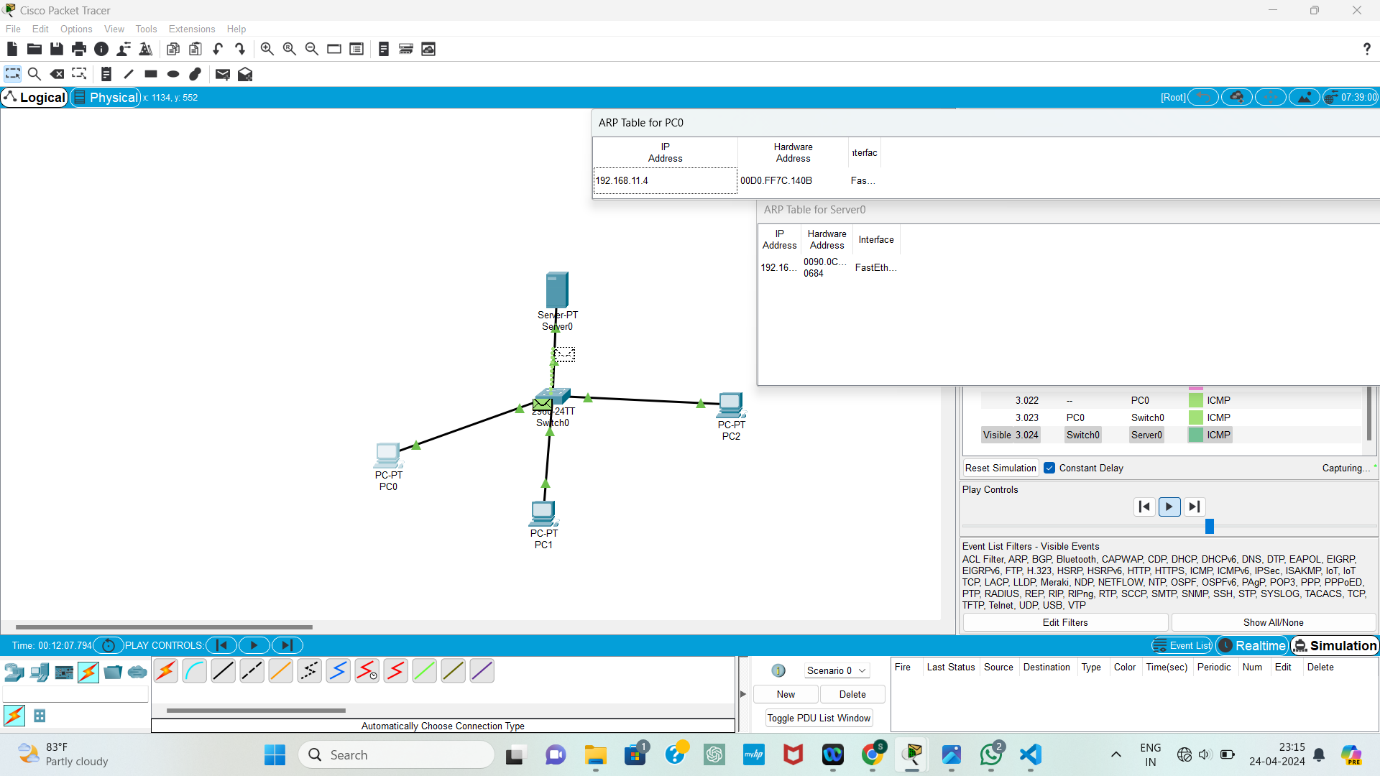 Cisco Packet Tracer
File Edit Options View Tools Extensions Help
?
Logical Physical x: 1134, y: 552 [Root] 07:39:00
ARP Table for PC0
IP Address Hardware Address nterfac
192.168.11.4 00D0.FF7C.140B Fas...
ARP Table for Server0
IP Address Hardware Address Interface
192.16... 0090.0C... 0684 FastEth...
Server-PT
Server0
24TT
Switch0
PC-PT
PC2
PC-PT
PC0
PC-PT
PC1
3.022 -- PC0 ICMP
3.023 PC0 Switch0 ICMP
Visible 3.024 Switch0 Server0 ICMP
Reset Simulation Constant Delay Capturing...
Play Controls
Event List Filters - Visible Events
ACL Filter, ARP, BGP, Bluetooth, CAPWAP, CDP, DHCP, DHCPv6, DNS, DTP, EAPOL, EIGRP,
EIGRPv6, FTP, H.323, HSRP, HSRPv6, HTTP, HTTPS, ICMP, ICMPv6, IPSec, ISAKMP, IoT, IoT
TCP, LACP, LLDP, Meraki, NDP, NETFLOW, NTP, OSPF, OSPFv6, PAgP, POP3, PPP, PPPoED,
PTP, RADIUS, REP, RIP, RIPng, RTP, SCCP, SMTP, SNMP, SSH, STP, SYSLOG, TACACS, TCP,
TFTP, Telnet, UDP, USB, VTP
Edit Filters Show All/None
Time: 00:12:07.794 PLAY CONTROLS: Event List Realtime Simulation
Scenario 0
New Delete
Toggle PDU List Window
Fire Last Status Source Destination Type Color Time(sec) Periodic Num Edit Delete
Automatically Choose Connection Type
83°F
Partly cloudy
Search
1
2
ENG
IN
23:15
24-04-2024
PRE